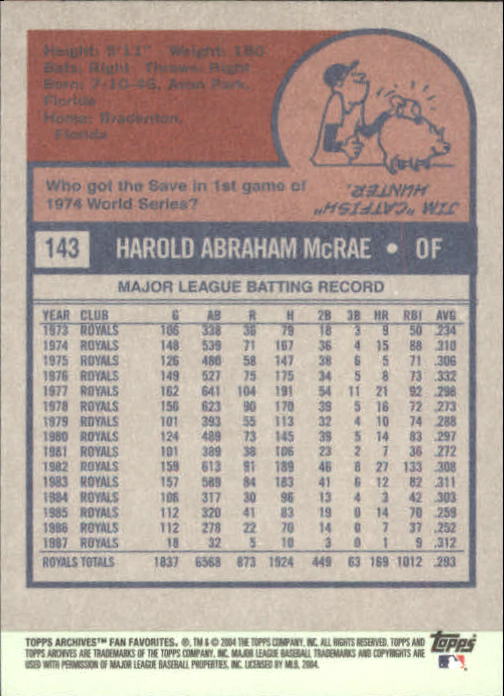 Height: 5'11" Weight: 180
Bats: Right Throws: Right
Born: 7-10-45, Avon Park,
Florida
Home: Bradenton,
Florida
Who got the Save in 1st game of
1974 World Series?
JIM "CATFISH"
HUNTER.
143 HAROLD ABRAHAM McRAE • OF
MAJOR LEAGUE BATTING RECORD
YEAR CLUB G AB R H 2B 3B HR RBI AVG
1973 ROYALS 106 338 36 79 18 3 9 50 .234
1974 ROYALS 148 539 71 167 36 4 15 88 .310
1975 ROYALS 126 480 58 147 38 6 5 71 .306
1976 ROYALS 149 527 75 175 34 5 8 73 .332
1977 ROYALS 162 641 104 191 54 11 21 92 .298
1978 ROYALS 156 623 90 170 39 5 16 72 .273
1979 ROYALS 101 393 55 113 32 4 10 74 .288
1980 ROYALS 124 489 73 145 39 5 14 83 .297
1981 ROYALS 101 389 38 106 23 2 7 36 .272
1982 ROYALS 159 613 91 189 46 8 27 133 .308
1983 ROYALS 157 589 84 183 41 6 12 82 .311
1984 ROYALS 106 317 30 96 13 4 3 42 .303
1985 ROYALS 112 320 41 83 19 0 14 70 .259
1986 ROYALS 112 278 22 70 14 0 7 37 .252
1987 ROYALS 18 32 5 10 3 0 1 9 .312
ROYALS TOTALS 1837 6568 873 1924 449 63 169 1012 .293
TOPPS ARCHIVES™ FAN FAVORITES. ®, TM & © 2004 THE TOPPS COMPANY, INC. ALL RIGHTS RESERVED. TOPPS AND
TOPPS ARCHIVES ARE TRADEMARKS OF THE TOPPS COMPANY, INC. MAJOR LEAGUE BASEBALL TRADEMARKS AND COPYRIGHTS ARE
USED WITH PERMISSION OF MAJOR LEAGUE BASEBALL PROPERTIES, INC. LICENSED BY MLB, 2004.
Topps